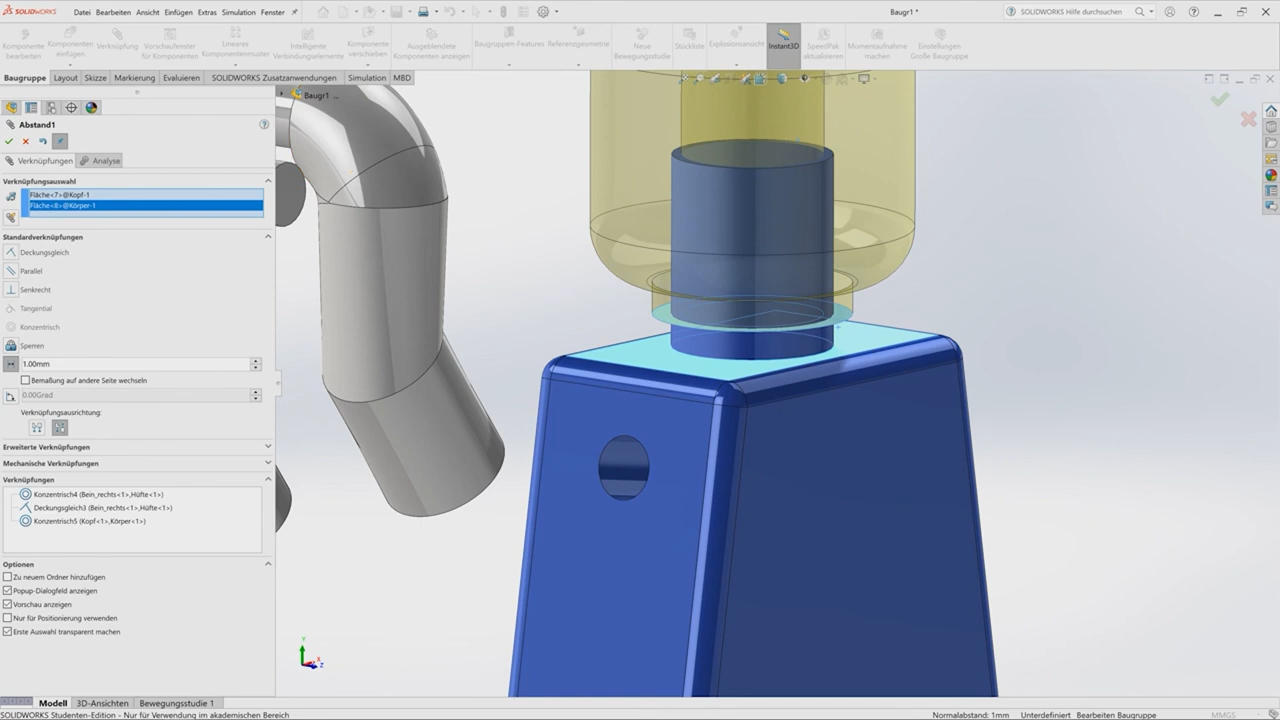 SOLIDWORKS
Datei Bearbeiten Ansicht Einfügen Extras Simulation Fenster
Baugr1 *
SOLIDWORKS Hilfe durchsuchen
Komponente bearbeiten
Komponenten einfügen
Verknüpfung
Vorschaufenster für Komponenten
Lineares Komponentenmuster
Intelligente Verbindungselemente
Komponente verschieben
Ausgeblendete Komponenten anzeigen
Baugruppen-Features
Referenzgeometrie
Neue Bewegungsstudie
Stückliste
Explosionsansicht
Instant3D
SpeedPak aktualisieren
Momentaufnahme machen
Einstellungen Große Baugruppe
Baugruppe Layout Skizze Markierung Evaluieren SOLIDWORKS Zusatzanwendungen Simulation MBD
Baugr1 ...
Abstand1
Verknüpfungen Analyse
Verknüpfungsauswahl
Fläche<7>@Kopf-1
Fläche<8>@Körper-1
Standardverknüpfungen
Deckungsgleich
Parallel
Senkrecht
Tangential
Konzentrisch
Sperren
1.00mm
Bemaßung auf andere Seite wechseln
0.00Grad
Verknüpfungsausrichtung:
Erweiterte Verknüpfungen
Mechanische Verknüpfungen
Verknüpfungen
Konzentrisch4 (Bein_rechts<1>,Hüfte<1>)
Deckungsgleich3 (Bein_rechts<1>,Hüfte<1>)
Konzentrisch5 (Kopf<1>,Körper<1>)
Optionen
Zu neuem Ordner hinzufügen
Popup-Dialogfeld anzeigen
Vorschau anzeigen
Nur für Positionierung verwenden
Erste Auswahl transparent machen
Y
X
Z
Modell 3D-Ansichten Bewegungsstudie 1
SOLIDWORKS Studenten-Edition - Nur für Verwendung im akademischen Bereich
Normalabstand: 1mm Unterdefiniert Bearbeiten Baugruppe MMGS